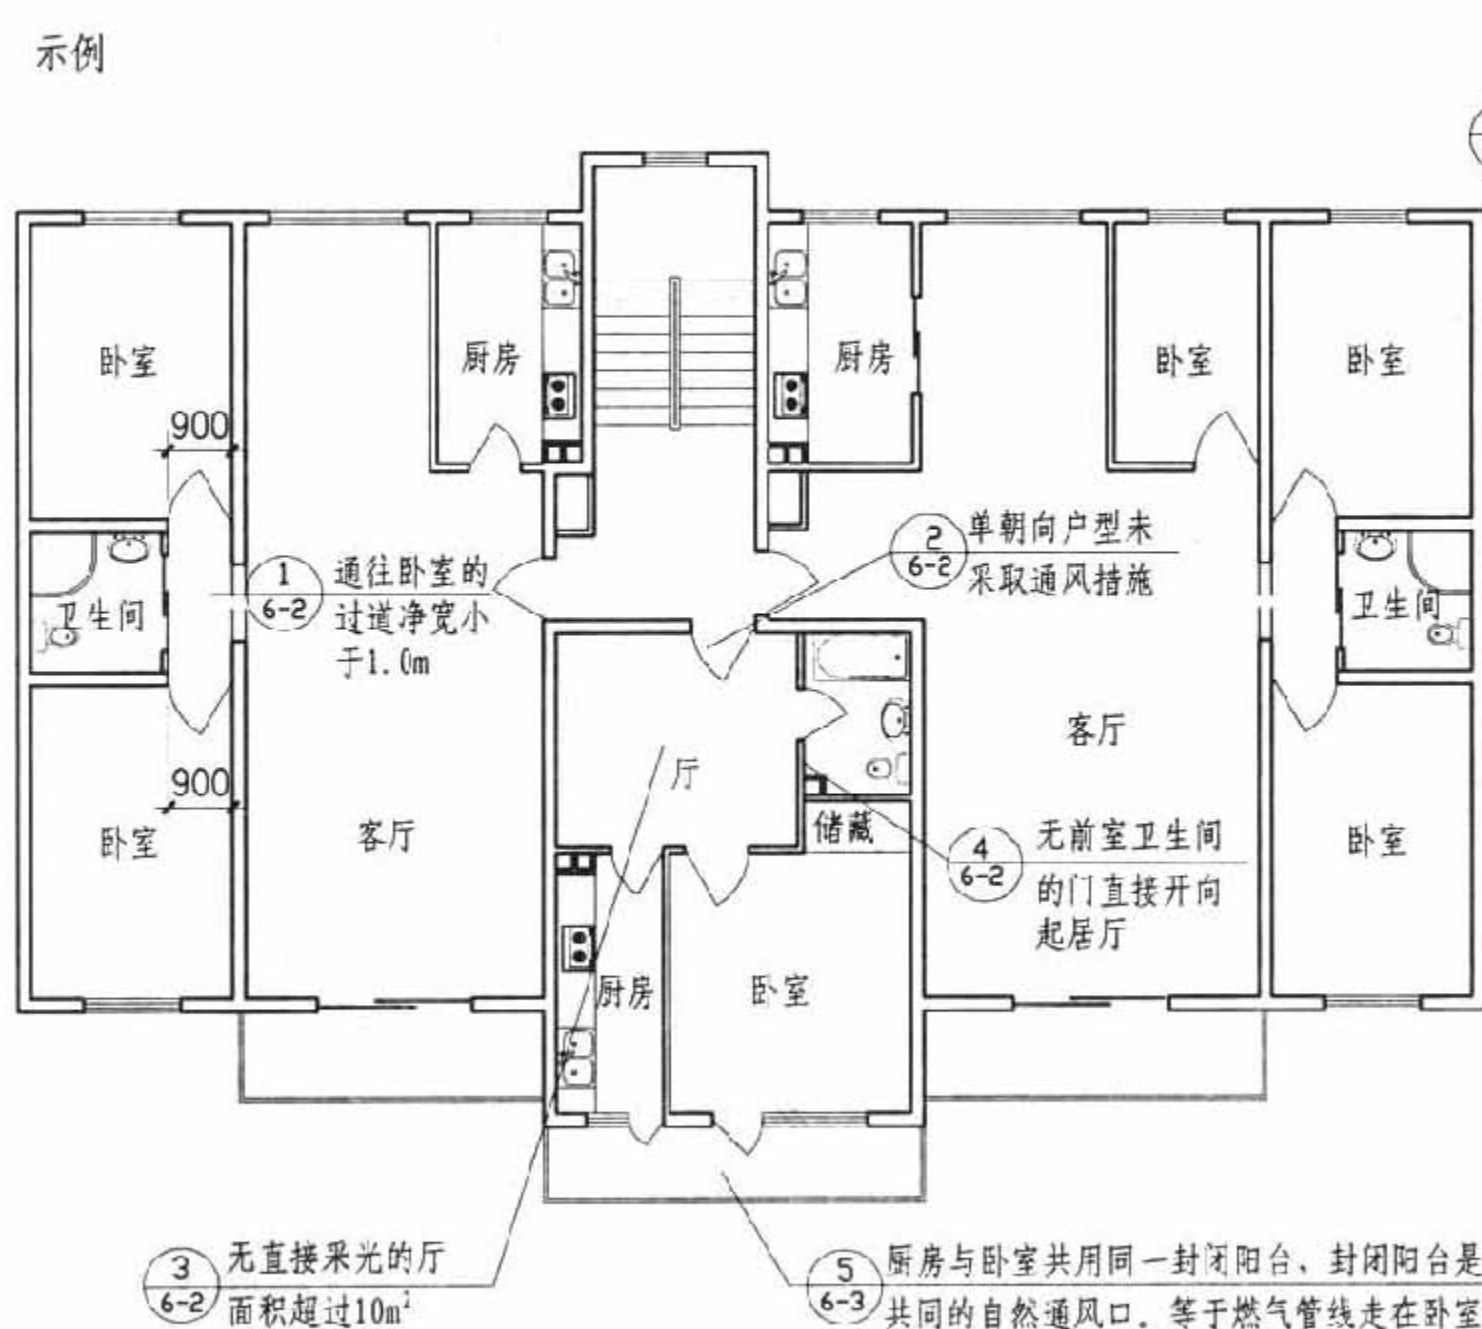 示例
卧室
厨房
厨房
卧室
卧室
900
1
6-2
通往卧室的
过道净宽小
于1.0m
2
6-2
单朝向户型未
采取通风措施
卫生间
卫生间
客厅
厅
900
卧室
客厅
储藏
4
6-2
无前室卫生间
的门直接开向
起居厅
卧室
厨房
卧室
3
6-2
无直接采光的厅
面积超过10m²
5
6-3
厨房与卧室共用同一封闭阳台、封闭阳台是
共同的自然通风口.等于燃气管线走在卧室